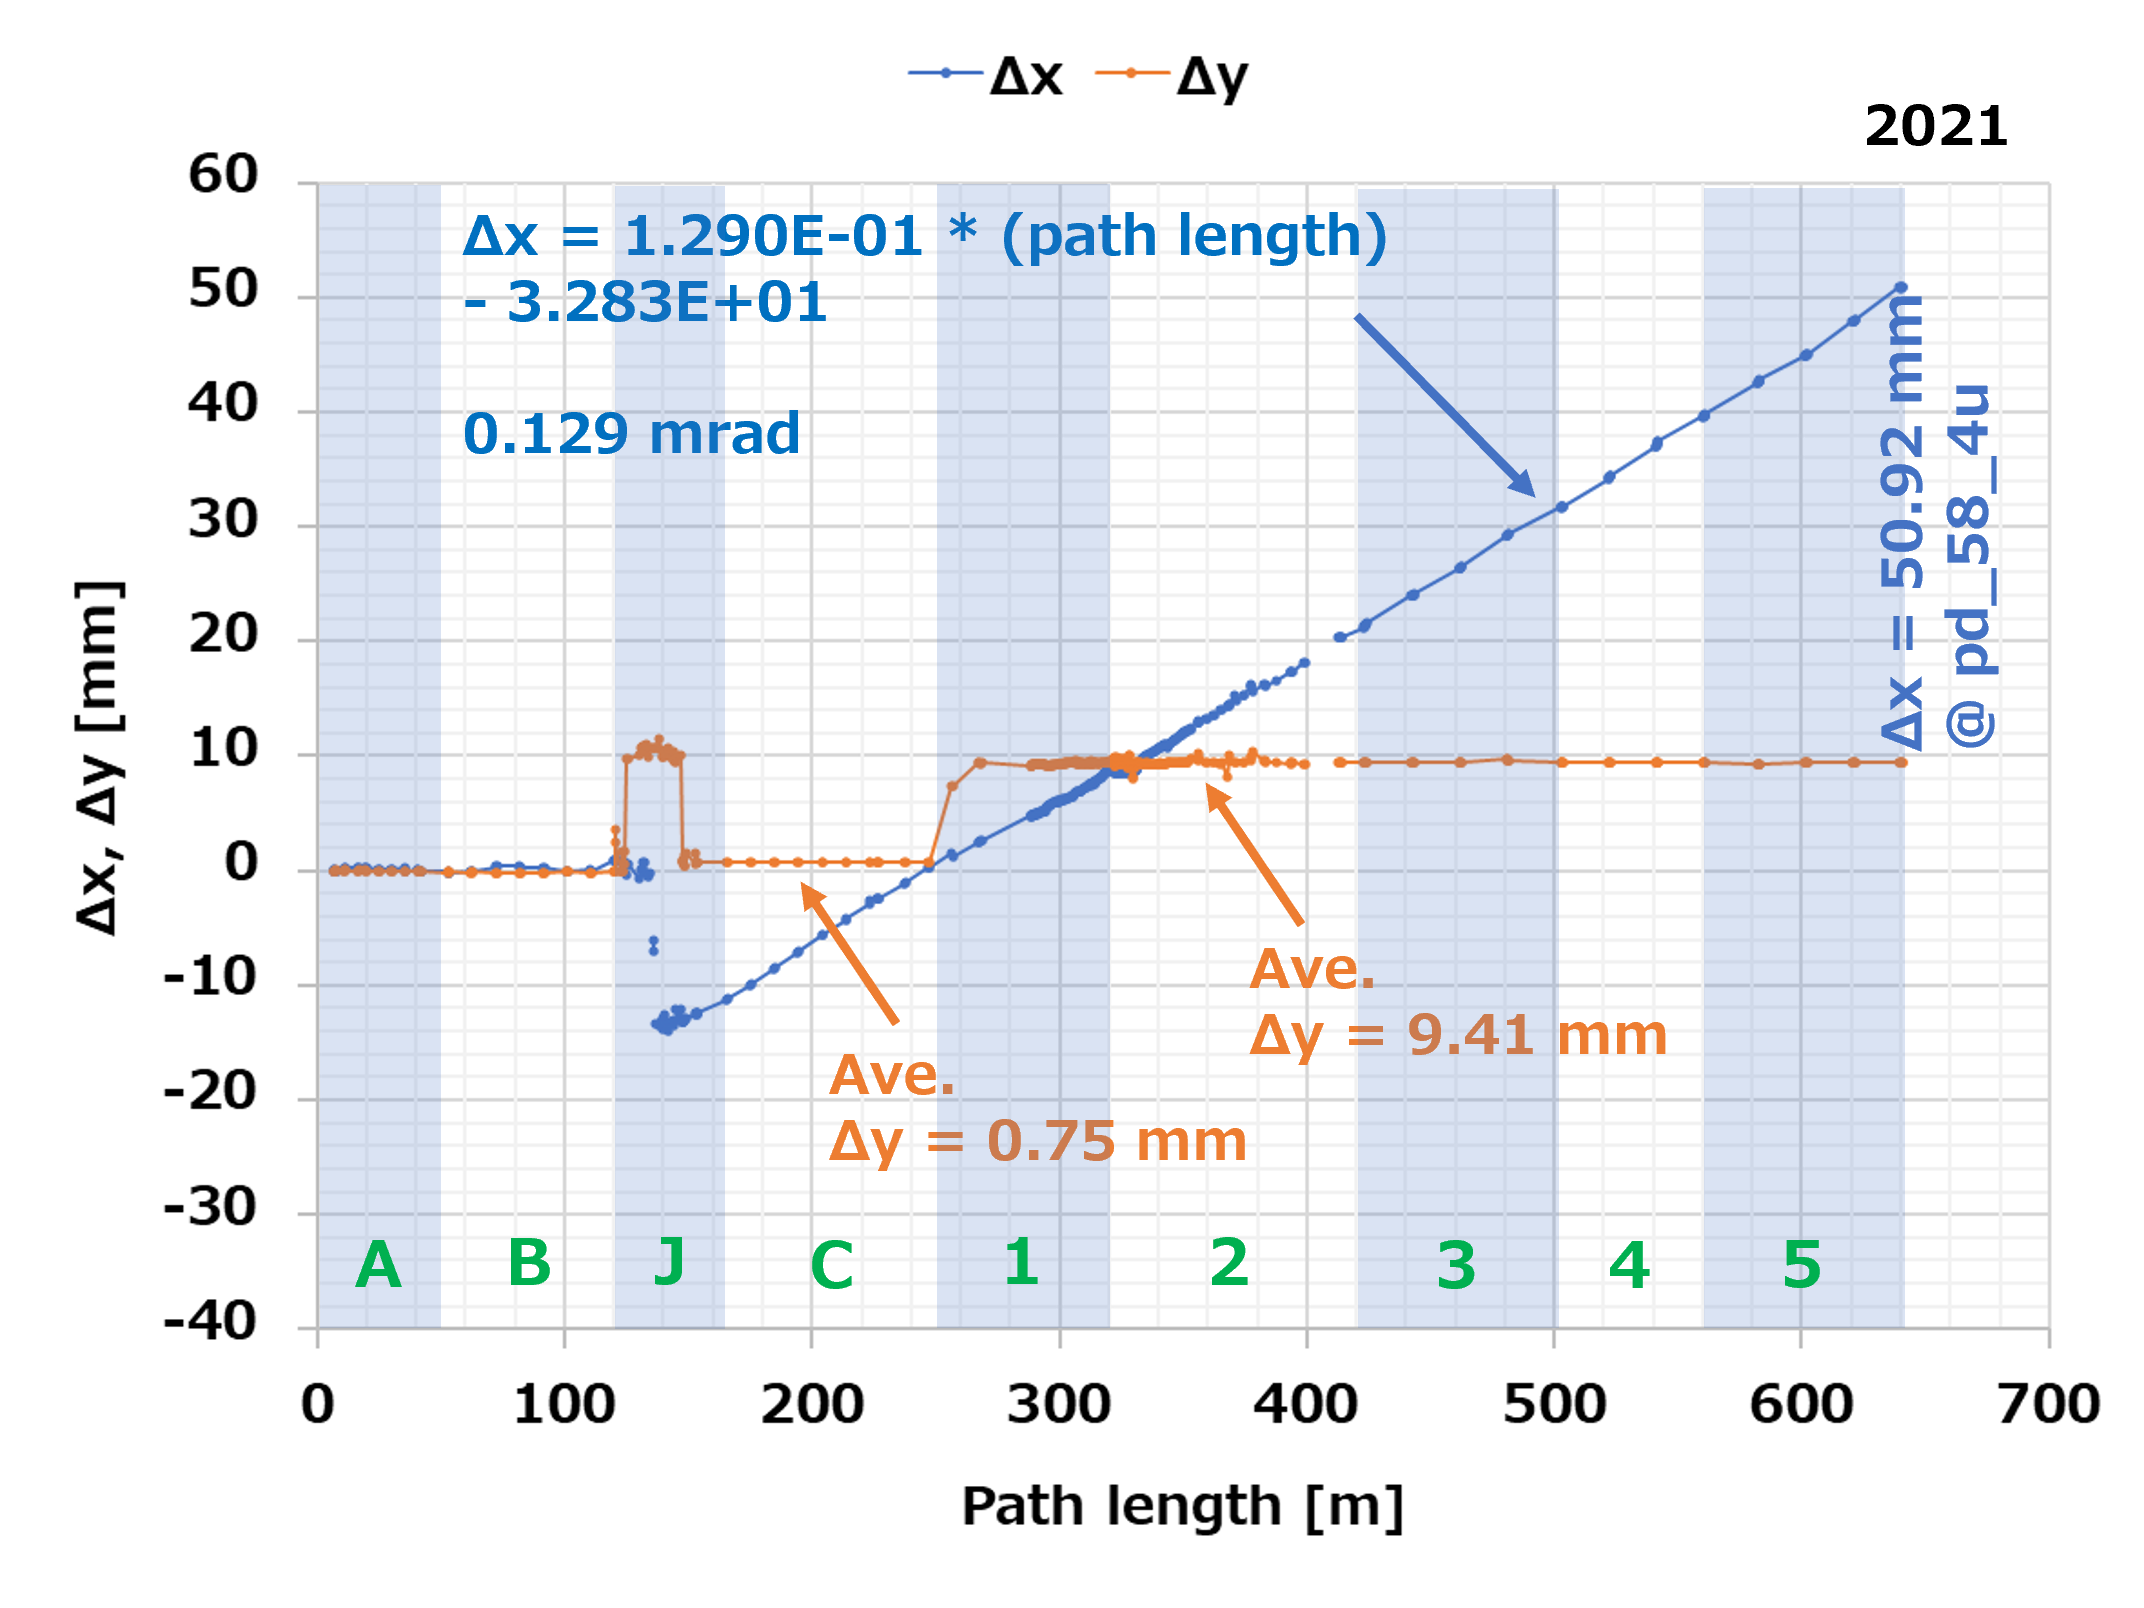 Δx Δy
2021
Δx = 1.290E-01 * (path length)
- 3.283E+01
0.129 mrad
Δx = 50.92 mm
@ pd_58_4u
Ave.
Δy = 9.41 mm
Ave.
Δy = 0.75 mm
A B J C 1 2 3 4 5
Δx, Δy [mm]
60
50
40
30
20
10
0
-10
-20
-30
-40
0 100 200 300 400 500 600 700
Path length [m]